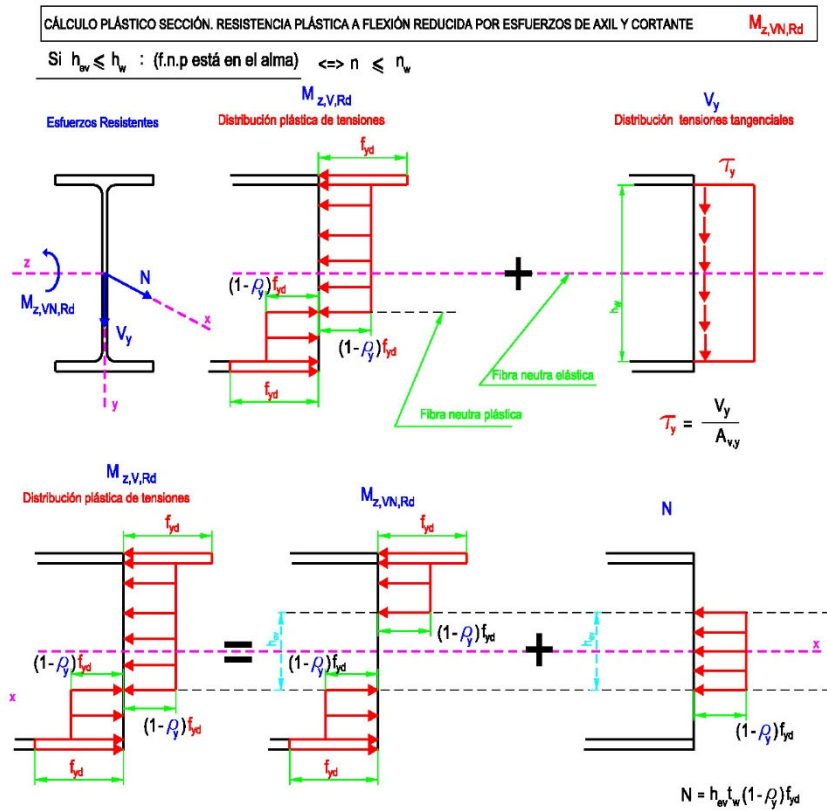 CÁLCULO PLÁSTICO SECCIÓN. RESISTENCIA PLÁSTICA A FLEXIÓN REDUCIDA POR ESFUERZOS DE AXIL Y CORTANTE M_z,VN,Rd
Si h_ev ⩽ h_w : (f.n.p está en el alma) <=> n ⩽ n_w
Esfuerzos Resistentes
M_z,V,Rd
Distribución plástica de tensiones
V_y
Distribución tensiones tangenciales
f_yd
τ_y
z
N
M_z,VN,Rd
V_y
x
y
(1-ρ_y)f_yd
(1-ρ_y)f_yd
f_yd
h_w
Fibra neutra elástica
Fibra neutra plástica
τ_y = V_y / A_v,y
M_z,V,Rd
Distribución plástica de tensiones
M_z,VN,Rd
N
f_yd
f_yd
+
=
+
h_ev
h_ev
(1-ρ_y)f_yd
(1-ρ_y)f_yd
(1-ρ_y)f_yd
x
x
(1-ρ_y)f_yd
(1-ρ_y)f_yd
f_yd
f_yd
N = h_ev t_w (1-ρ_y) f_yd